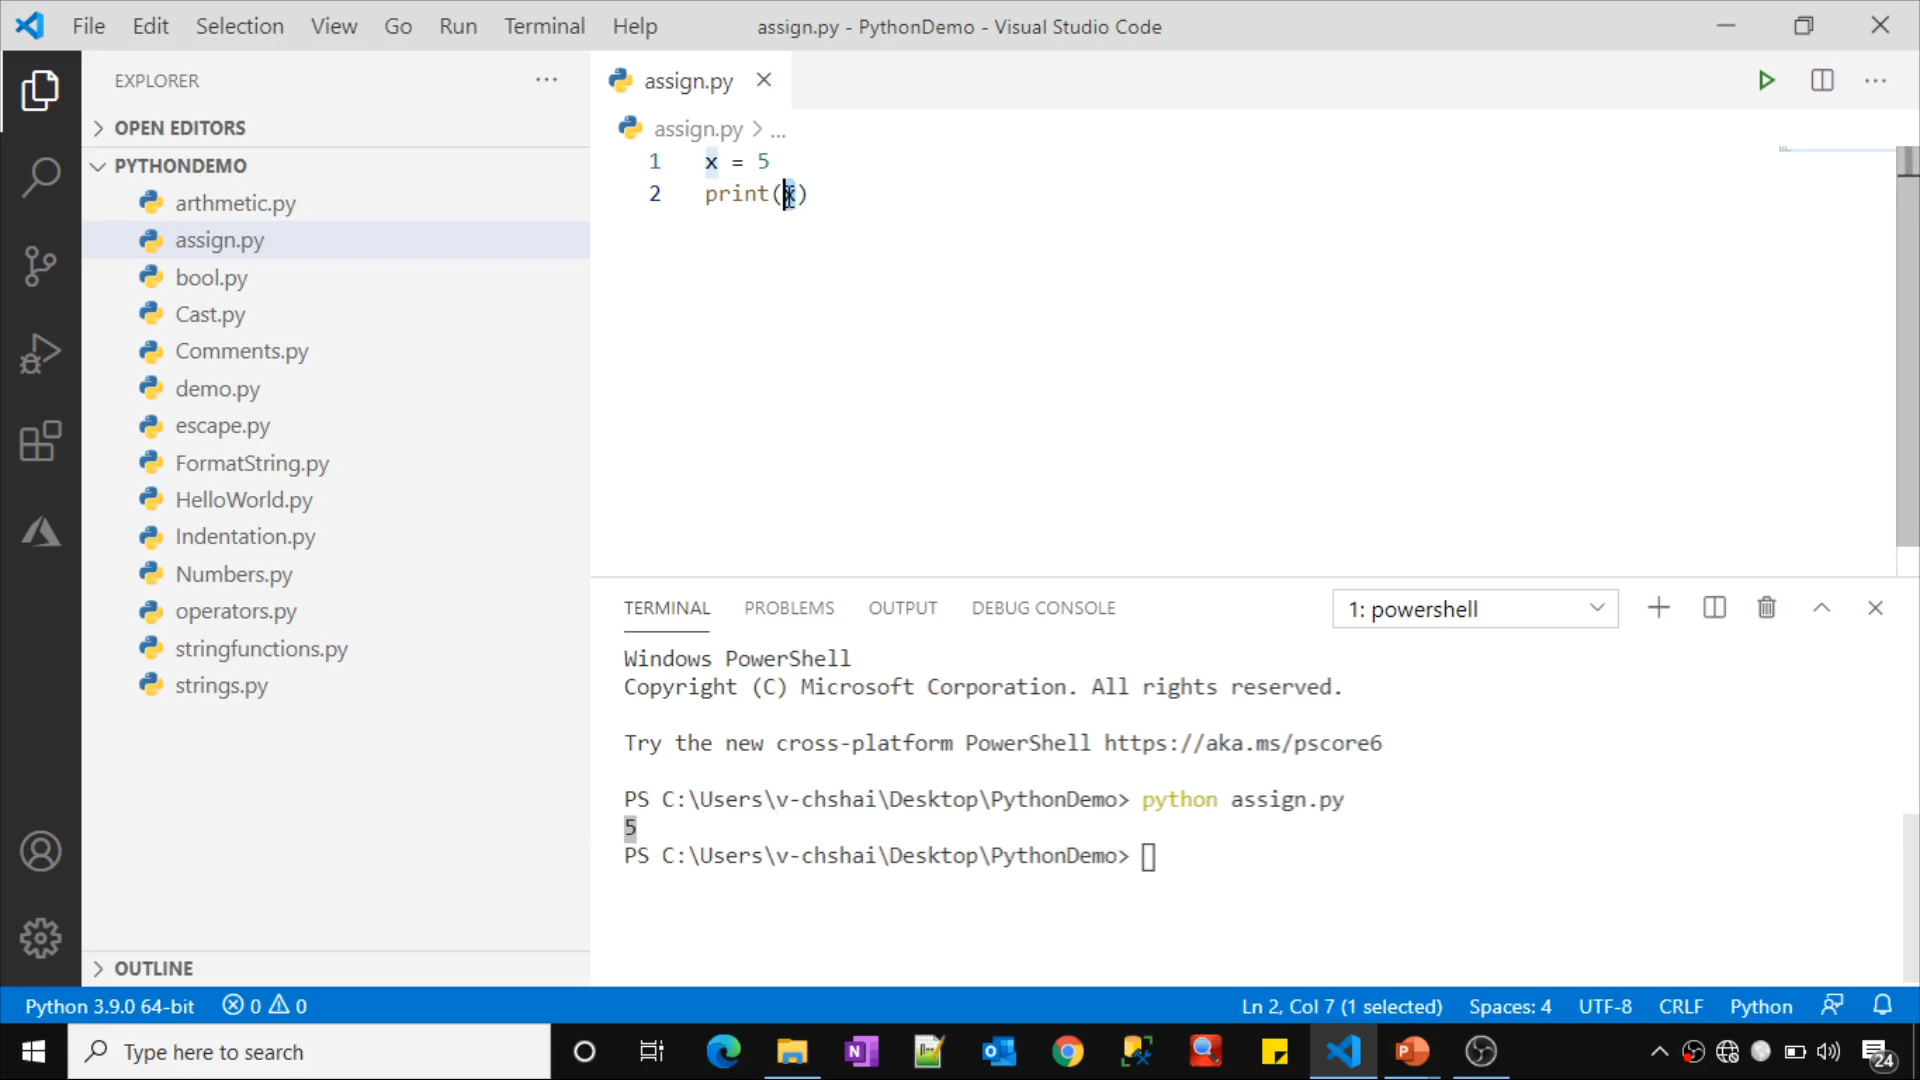 File Edit Selection View Go Run Terminal Help assign.py - PythonDemo - Visual Studio Code
EXPLORER
OPEN EDITORS
PYTHONDEMO
arthmetic.py
assign.py
bool.py
Cast.py
Comments.py
demo.py
escape.py
FormatString.py
HelloWorld.py
Indentation.py
Numbers.py
operators.py
stringfunctions.py
strings.py
OUTLINE
assign.py
assign.py > ...
1 x = 5
2 print(x)
TERMINAL PROBLEMS OUTPUT DEBUG CONSOLE 1: powershell
Windows PowerShell
Copyright (C) Microsoft Corporation. All rights reserved.
Try the new cross-platform PowerShell https://aka.ms/pscore6
PS C:\Users\v-chshai\Desktop\PythonDemo> python assign.py
5
PS C:\Users\v-chshai\Desktop\PythonDemo>
Python 3.9.0 64-bit 0 0 Ln 2, Col 7 (1 selected) Spaces: 4 UTF-8 CRLF Python
Type here to search 24